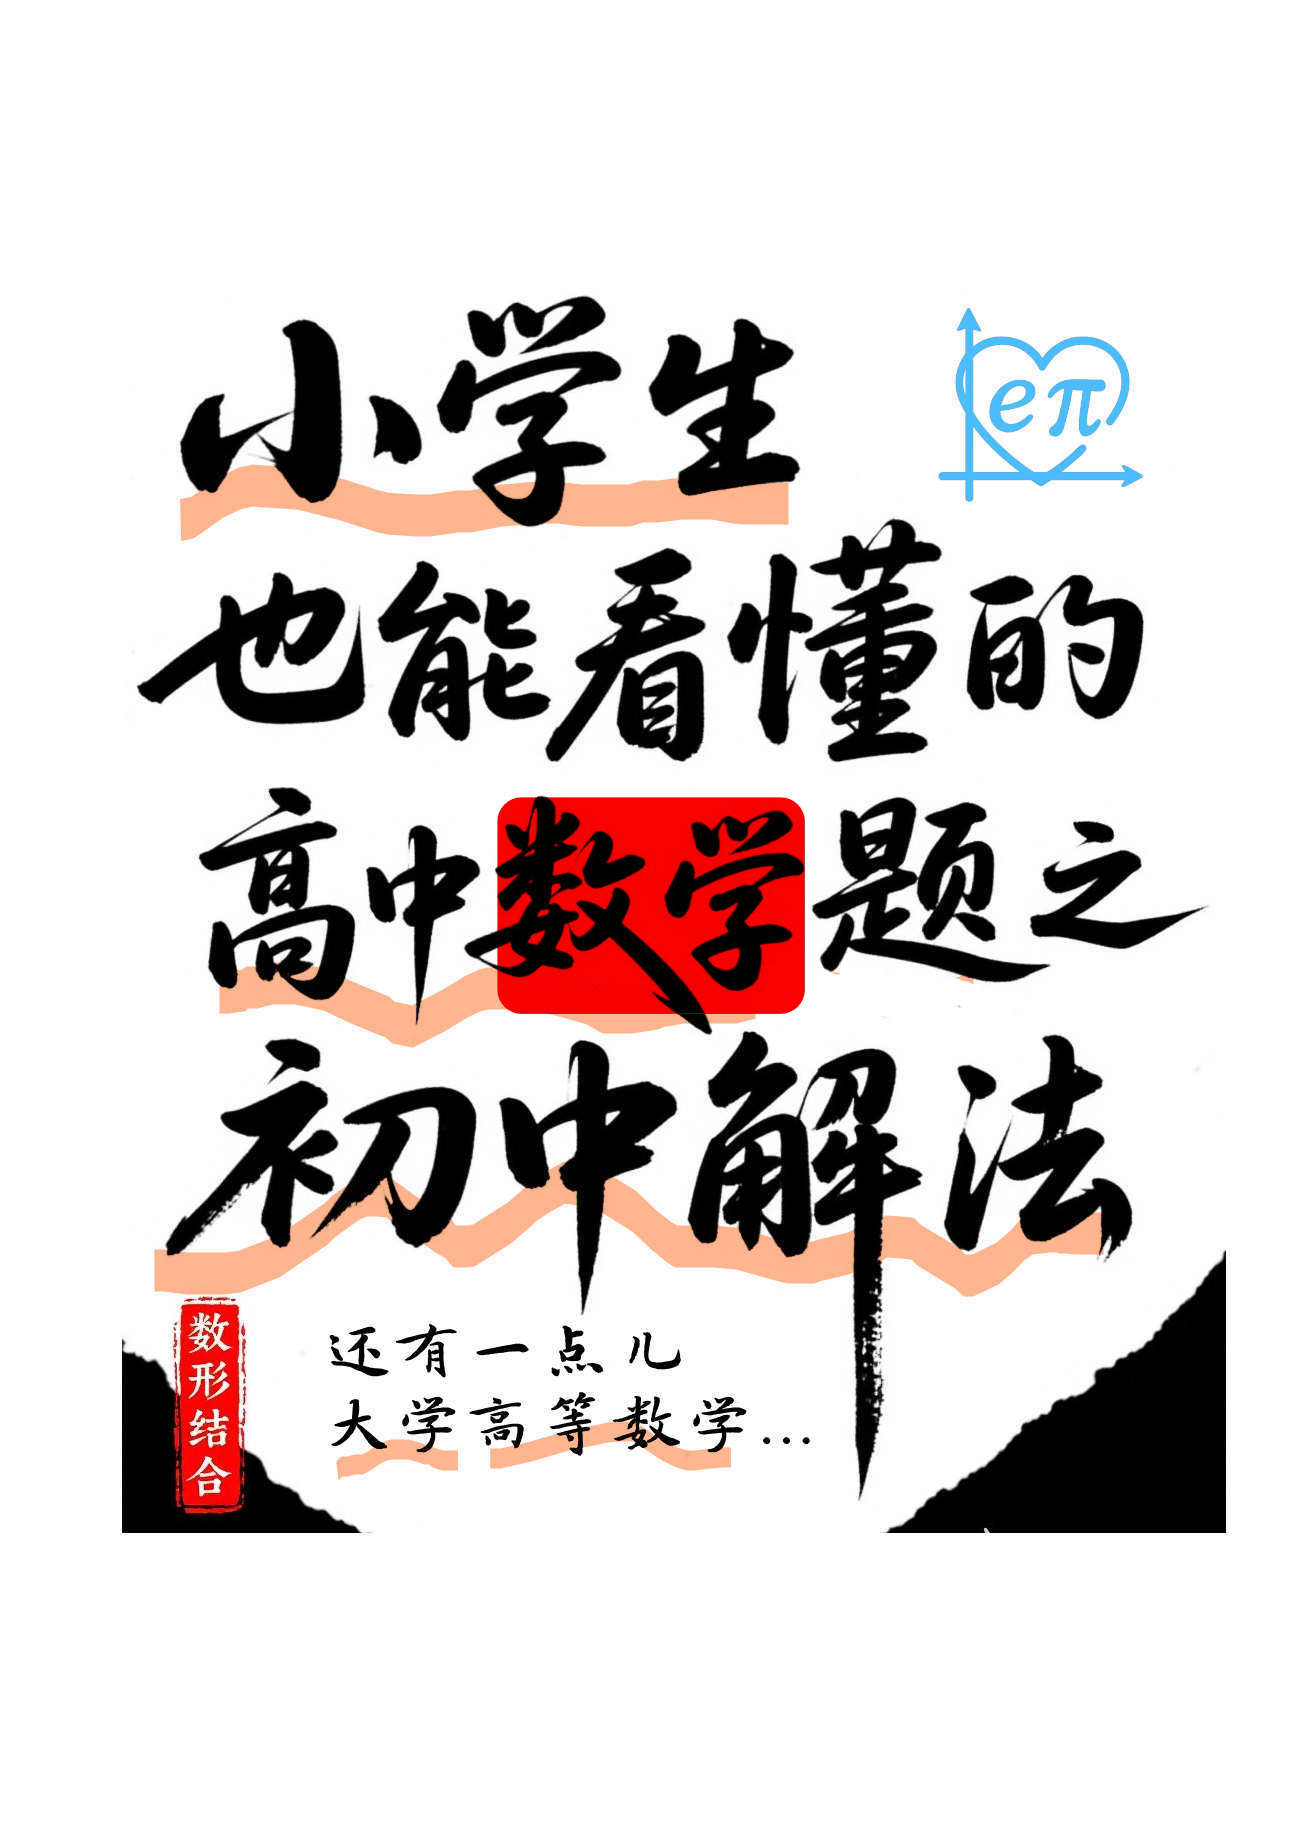 小学生
eπ
也能看懂的
高中数学题之
初中解法
数形结合
还有一点儿
大学高等数学...